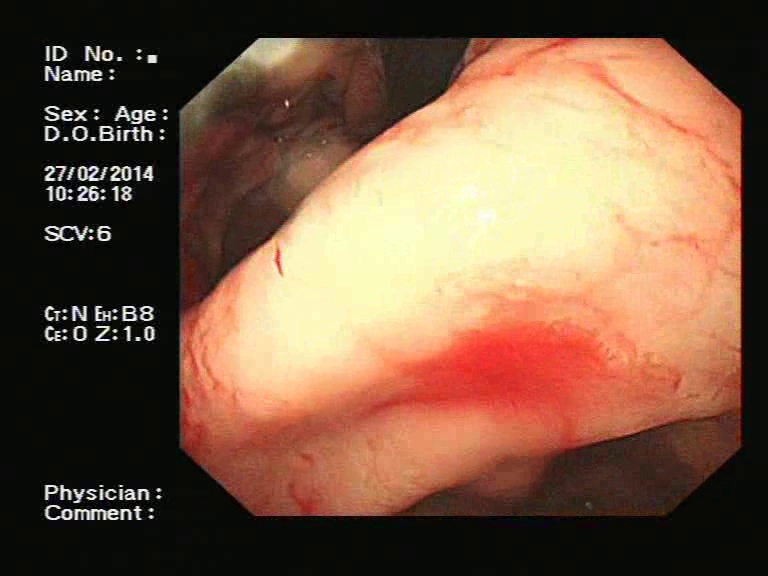 ID No. :
Name:
Sex: Age:
D.O.Birth:
27/02/2014
10:26:18
SCV:6
CT:N EH:B8
CE:0 Z:1.0
Physician:
Comment: